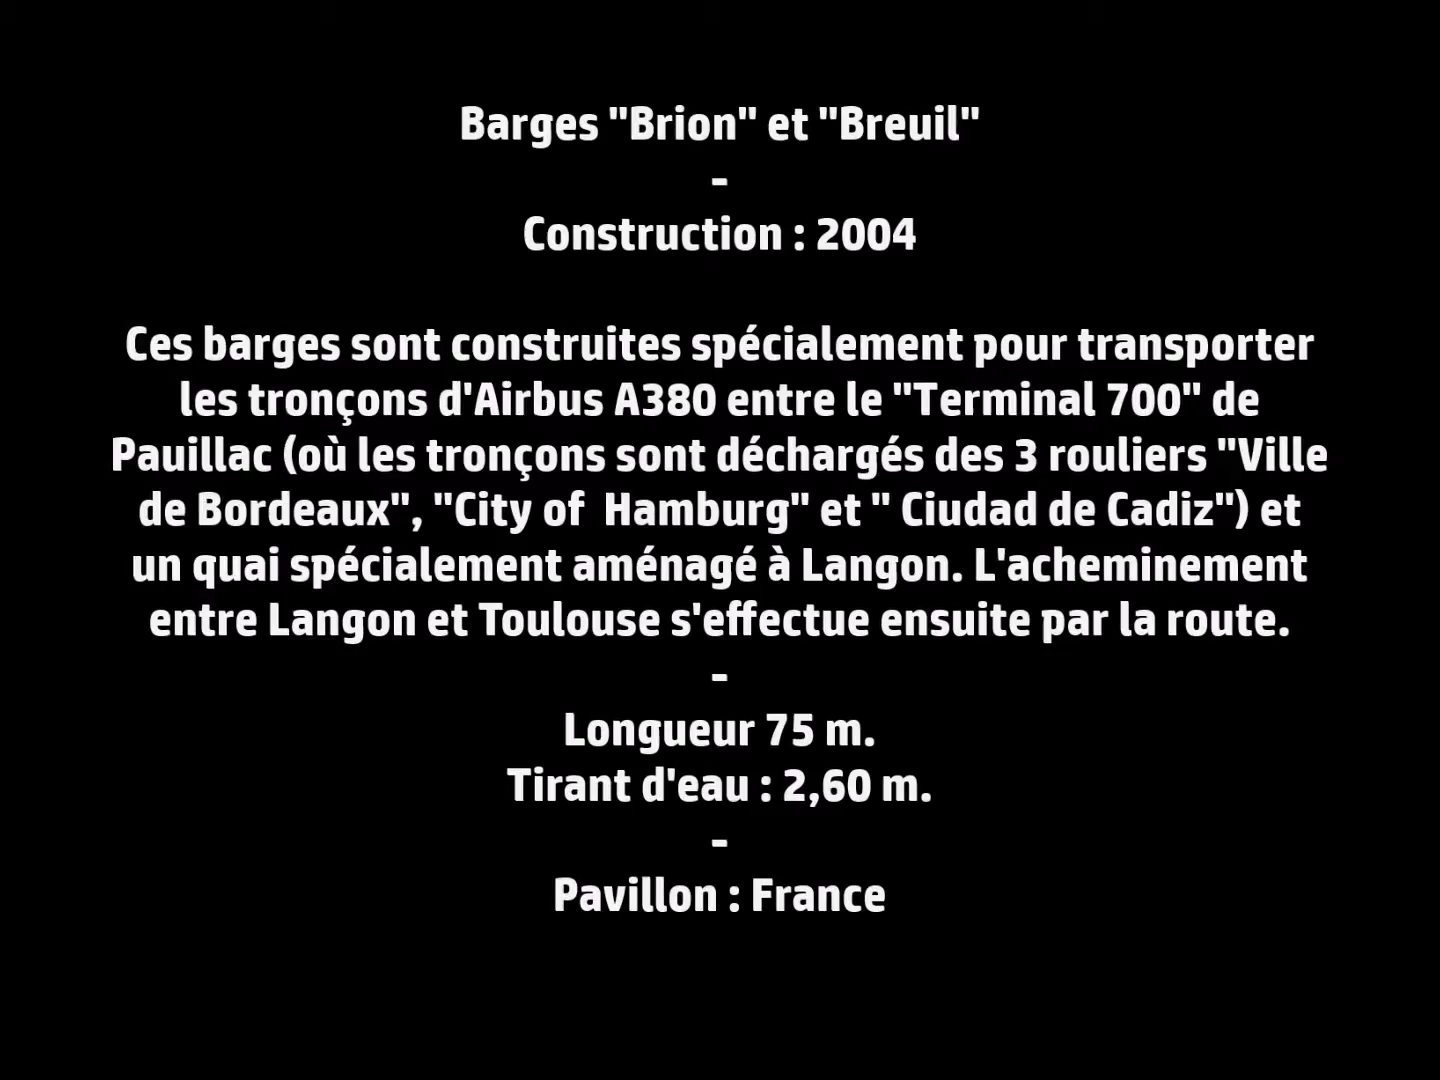 Barges "Brion" et "Breuil"
-
Construction : 2004
Ces barges sont construites spécialement pour transporter
les tronçons d'Airbus A380 entre le "Terminal 700" de
Pauillac (où les tronçons sont déchargés des 3 rouliers "Ville
de Bordeaux", "City of  Hamburg" et " Ciudad de Cadiz") et
un quai spécialement aménagé à Langon. L'acheminement
entre Langon et Toulouse s'effectue ensuite par la route.
-
Longueur 75 m.
Tirant d'eau : 2,60 m.
-
Pavillon : France